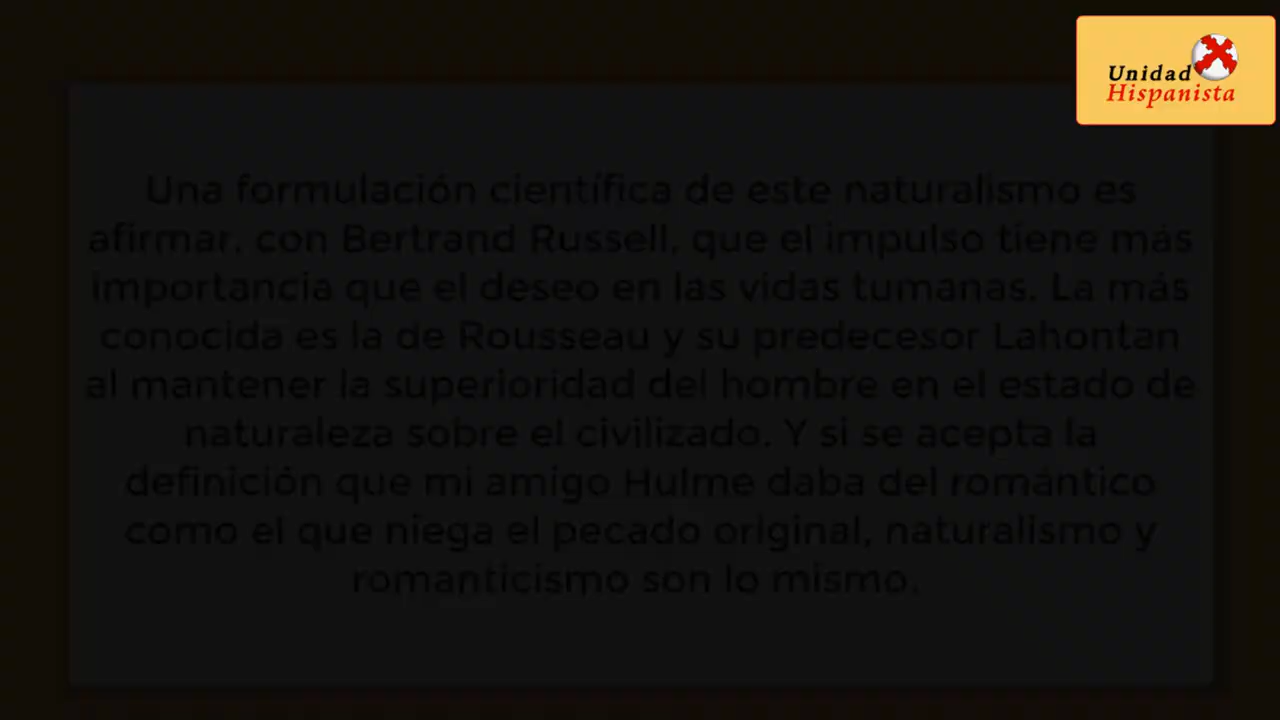 Unidad
Hispanista
Una formulación científica de este naturalismo es
afirmar, con Bertrand Russell, que el impulso tiene más
importancia que el deseo en las vidas tumanas. La más
conocida es la de Rousseau y su predecesor Lahontan
al mantener la superioridad del hombre en el estado de
naturaleza sobre el civilizado. Y si se acepta la
definición que mi amigo Hulme daba del romántico
como el que niega el pecado original, naturalismo y
romanticismo son lo mismo.